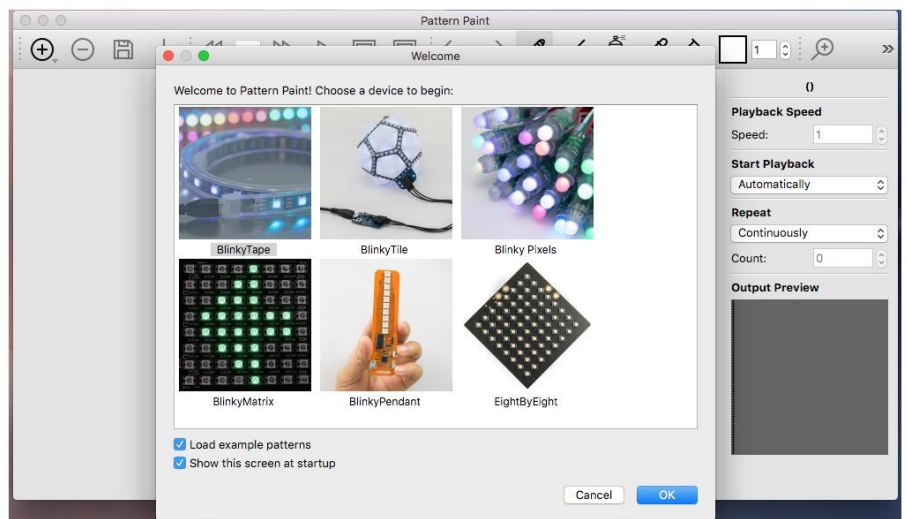 Pattern Paint
1
Welcome
Welcome to Pattern Paint! Choose a device to begin:
BlinkyTape
BlinkyTile
Blinky Pixels
BlinkyMatrix
BlinkyPendant
EightByEight
Load example patterns
Show this screen at startup
Cancel
OK
()
Playback Speed
Speed: 1
Start Playback
Automatically
Repeat
Continuously
Count: 0
Output Preview